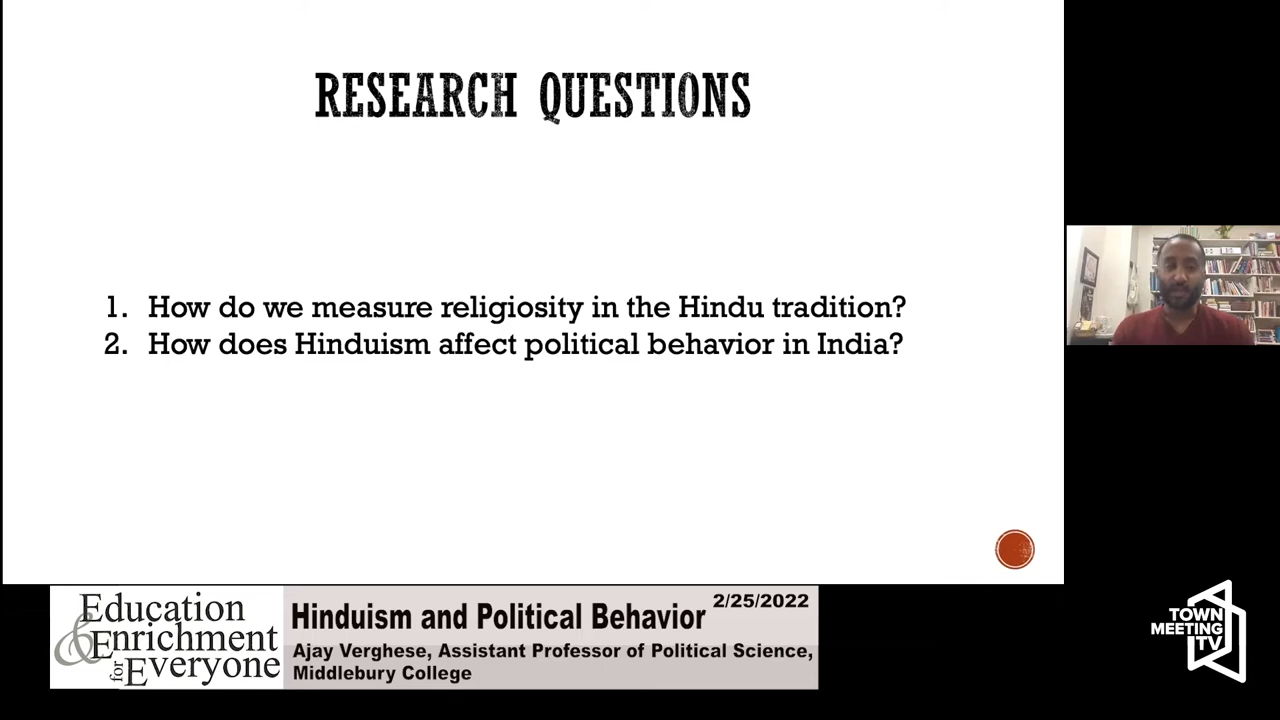 RESEARCH QUESTIONS
1. How do we measure religiosity in the Hindu tradition?
2. How does Hinduism affect political behavior in India?
Education
& Enrichment
for Everyone
Hinduism and Political Behavior 2/25/2022
Ajay Verghese, Assistant Professor of Political Science,
Middlebury College
TOWN
MEETING
TV